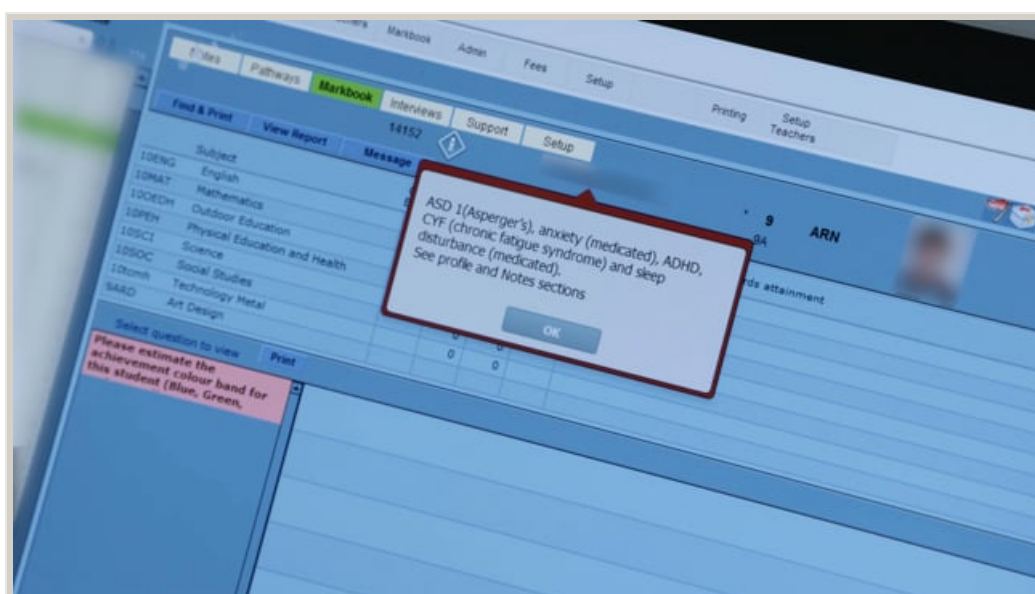 Markbook Admin Fees Setup Printing Setup Teachers
Notes Pathways Markbook Interviews Support Setup
Find & Print View Report Message
14152
Subject
10ENG English
10MAT Mathematics
10OEDH Outdoor Education
10PEH Physical Education and Health
10SCI Science
10SOC Social Studies
10tcmh Technology Metal
9ARD Art Design
ASD 1(Asperger's), anxiety (medicated), ADHD,
CYF (chronic fatigue syndrome) and sleep
disturbance (medicated).
See profile and Notes sections
OK
9 ARN
9A
attainment
0 0
0 0
Select question to view Print
Please estimate the
achievement colour band for
this student (Blue, Green,